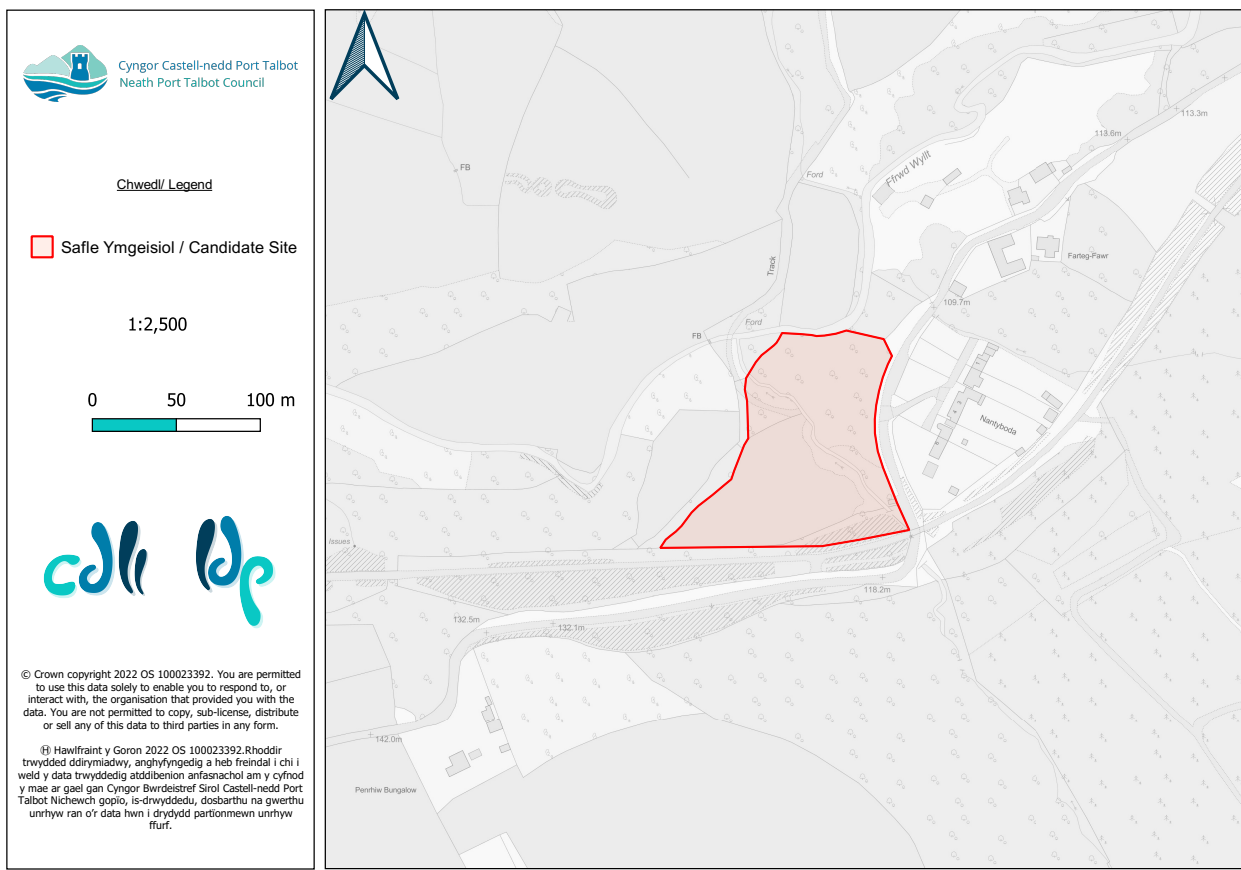 Cyngor Castell-nedd Port Talbot
Neath Port Talbot Council
Chwedl/ Legend
Safle Ymgeisiol / Candidate Site
1:2,500
0 50 100 m
cdll ldp
© Crown copyright 2022 OS 100023392. You are permitted
to use this data solely to enable you to respond to, or
interact with, the organisation that provided you with the
data. You are not permitted to copy, sub-license, distribute
or sell any of this data to third parties in any form.
Ⓗ Hawlfraint y Goron 2022 OS 100023392.Rhoddir
trwydded ddirymiadwy, anghyfyngedig a heb freindal i chi i
weld y data trwyddedig atddibenion anfasnachol am y cyfnod
y mae ar gael gan Cyngor Bwrdeistref Sirol Castell-nedd Port
Talbot Nichewch gopïo, is-drwyddedu, dosbarthu na gwerthu
unrhyw ran o'r data hwn i drydydd partïonmewn unrhyw
ffurf.
113.3m
113.6m
FB
Ffrwd Wyllt
Ford
Track
Farteg-Fawr
109.7m
Ford
FB
Nantyboda
Issues
118.2m
132.5m
132.1m
142.0m
Penrhiw Bungalow